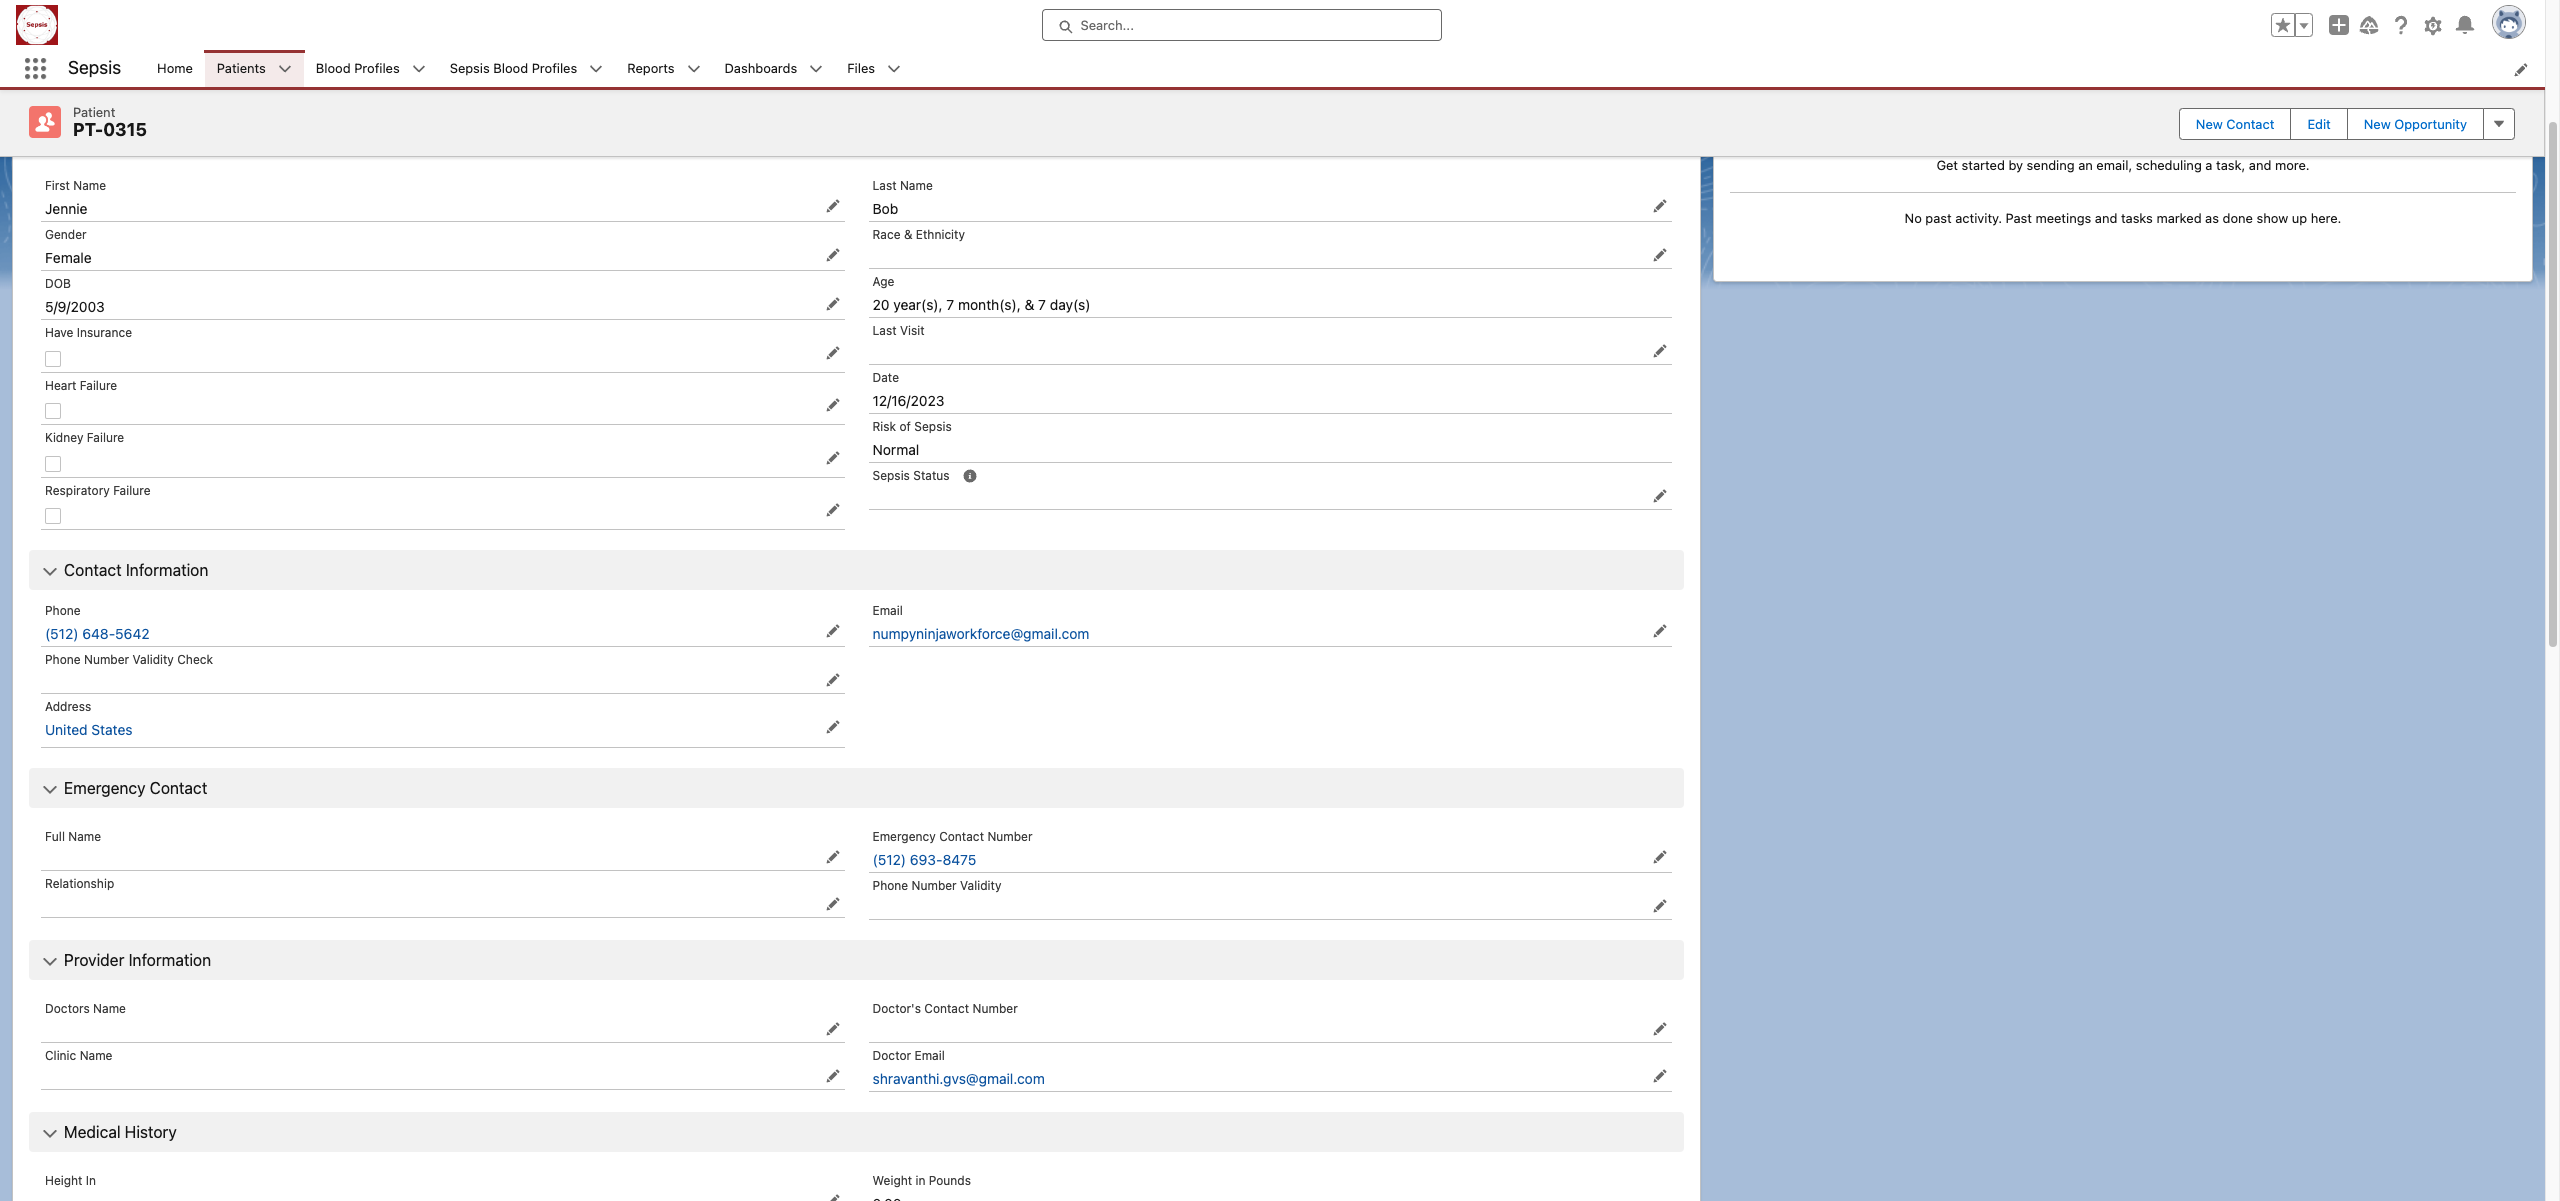 Sepsis
Search...
Sepsis
Home
Patients
Blood Profiles
Sepsis Blood Profiles
Reports
Dashboards
Files
Patient
PT-0315
New Contact
Edit
New Opportunity
Get started by sending an email, scheduling a task, and more.
No past activity. Past meetings and tasks marked as done show up here.
First Name
Jennie
Last Name
Bob
Gender
Female
Race & Ethnicity
DOB
5/9/2003
Age
20 year(s), 7 month(s), & 7 day(s)
Have Insurance
Last Visit
Heart Failure
Date
12/16/2023
Kidney Failure
Risk of Sepsis
Normal
Respiratory Failure
Sepsis Status
Contact Information
Phone
(512) 648-5642
Email
numpyninjaworkforce@gmail.com
Phone Number Validity Check
Address
United States
Emergency Contact
Full Name
Emergency Contact Number
(512) 693-8475
Relationship
Phone Number Validity
Provider Information
Doctors Name
Doctor's Contact Number
Clinic Name
Doctor Email
shravanthi.gvs@gmail.com
Medical History
Height In
Weight in Pounds